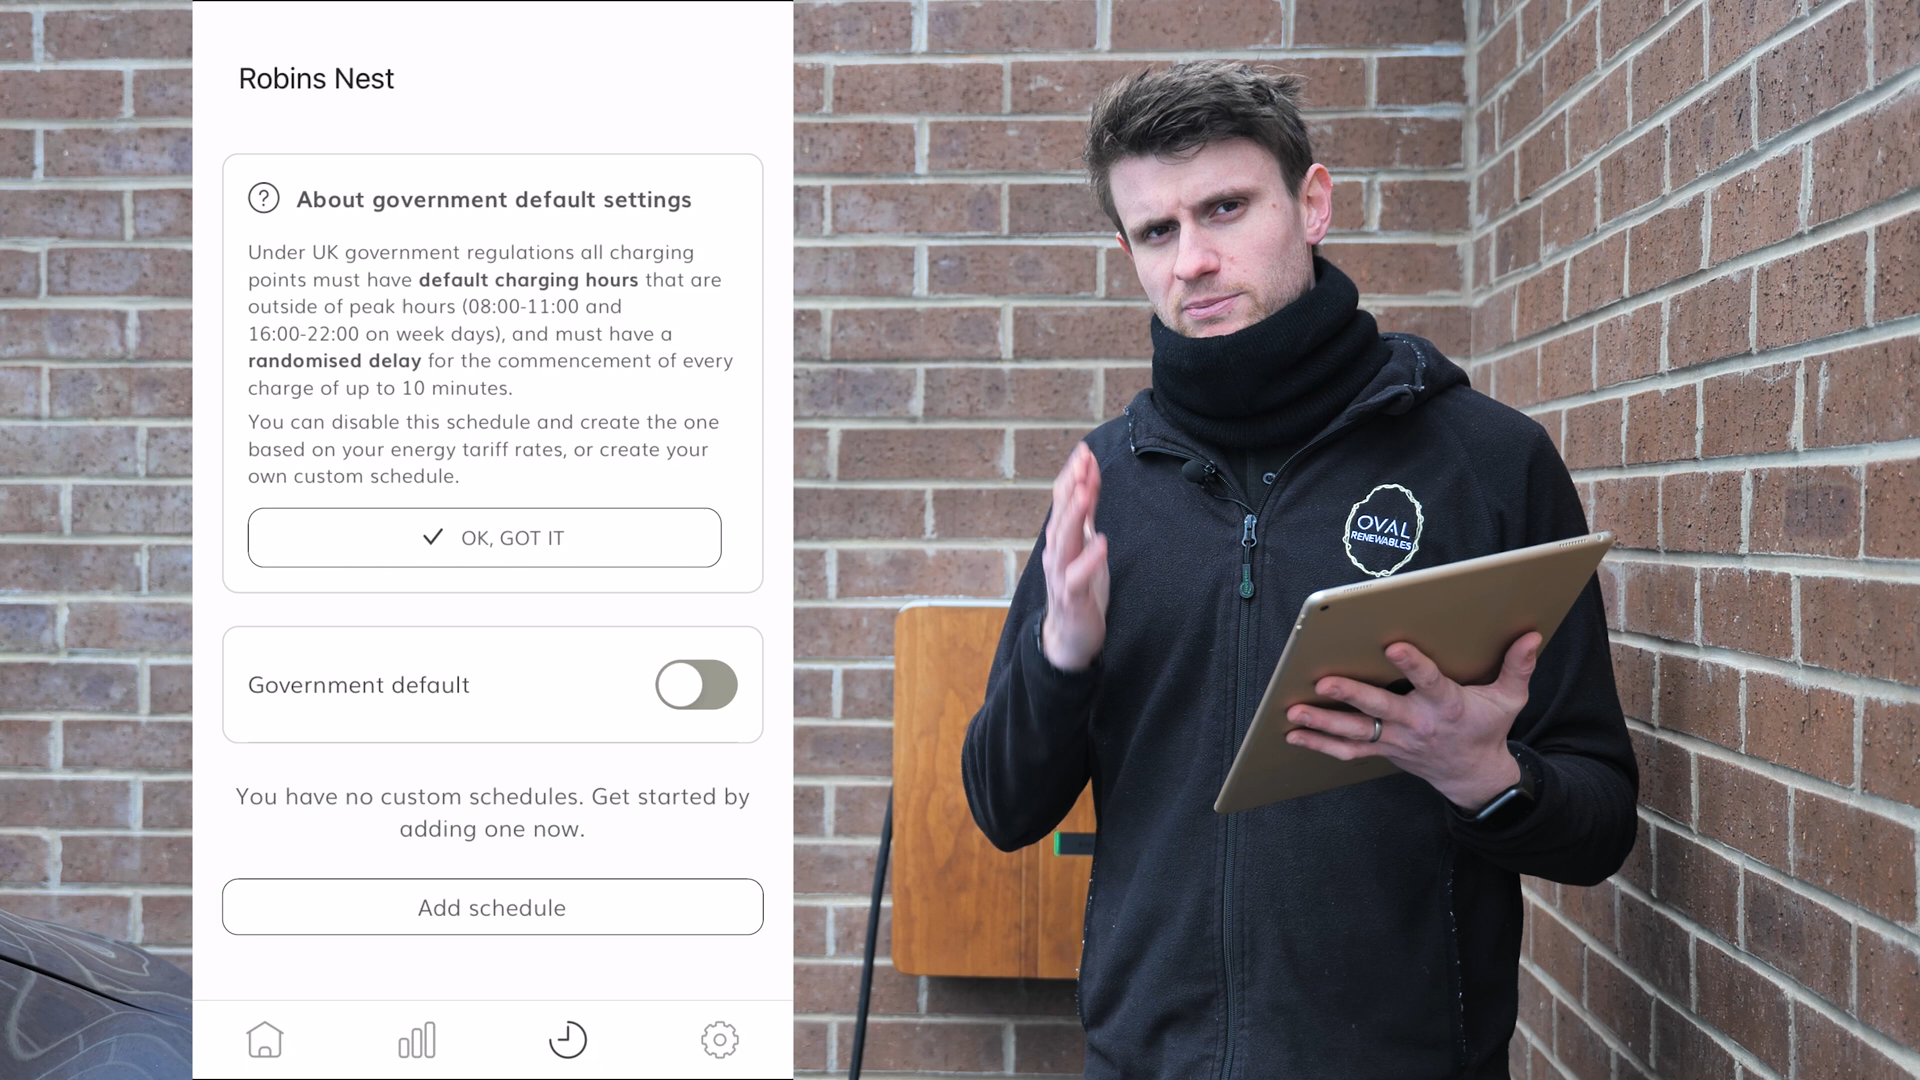 Robins Nest
About government default settings
Under UK government regulations all charging
points must have default charging hours that are
outside of peak hours (08:00-11:00 and
16:00-22:00 on week days), and must have a
randomised delay for the commencement of every
charge of up to 10 minutes.
You can disable this schedule and create the one
based on your energy tariff rates, or create your
own custom schedule.
OK, GOT IT
Government default
You have no custom schedules. Get started by
adding one now.
Add schedule
OVAL
RENEWABLES